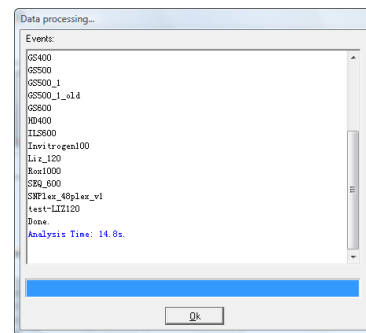 Data processing...
Events:
GS400
GS500
GS500_1
GS500_1_old
GS600
HD400
ILS600
Invitrogen100
Liz_120
Rox1000
SEQ_600
SNPlex_48plex_v1
test-LIZ120
Done.
Analysis Time: 14.8s.
Ok